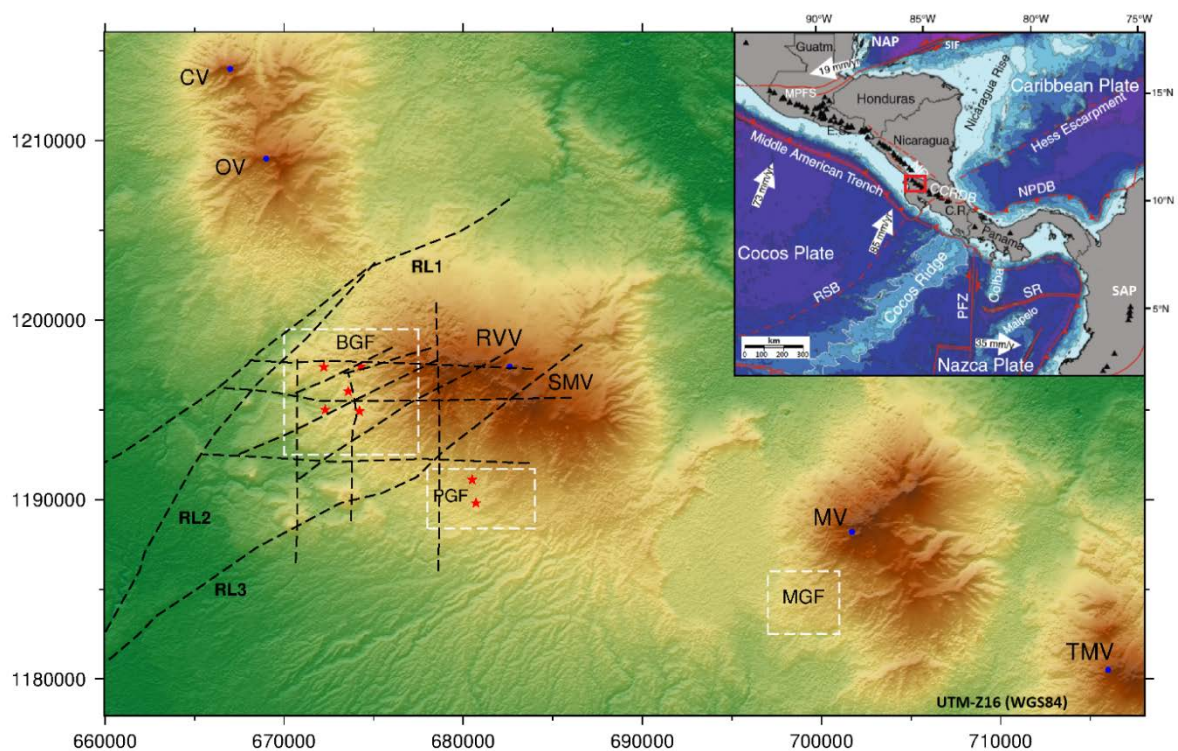 90°W
85°W
80°W
75°W
Guatm.
NAP
SIF
19 mm/y
MPFS
Honduras
Nicaragua Rise
Caribbean Plate
15°N
Nicaragua
Hess Escarpment
E.S.
Middle American Trench
73 mm/y
CCRDB
NPDB
10°N
C.R.
Panama
85 mm/y
Cocos Plate
Cocos Ridge
Coiba
RSB
PFZ
SR
SAP
5°N
Malpelo
km
0 100 200 300
35 mm/y
Nazca Plate
CV
1210000
OV
RL1
1200000
BGF
RVV
SMV
1190000
PGF
RL2
MV
RL3
MGF
1180000
TMV
UTM-Z16 (WGS84)
660000
670000
680000
690000
700000
710000